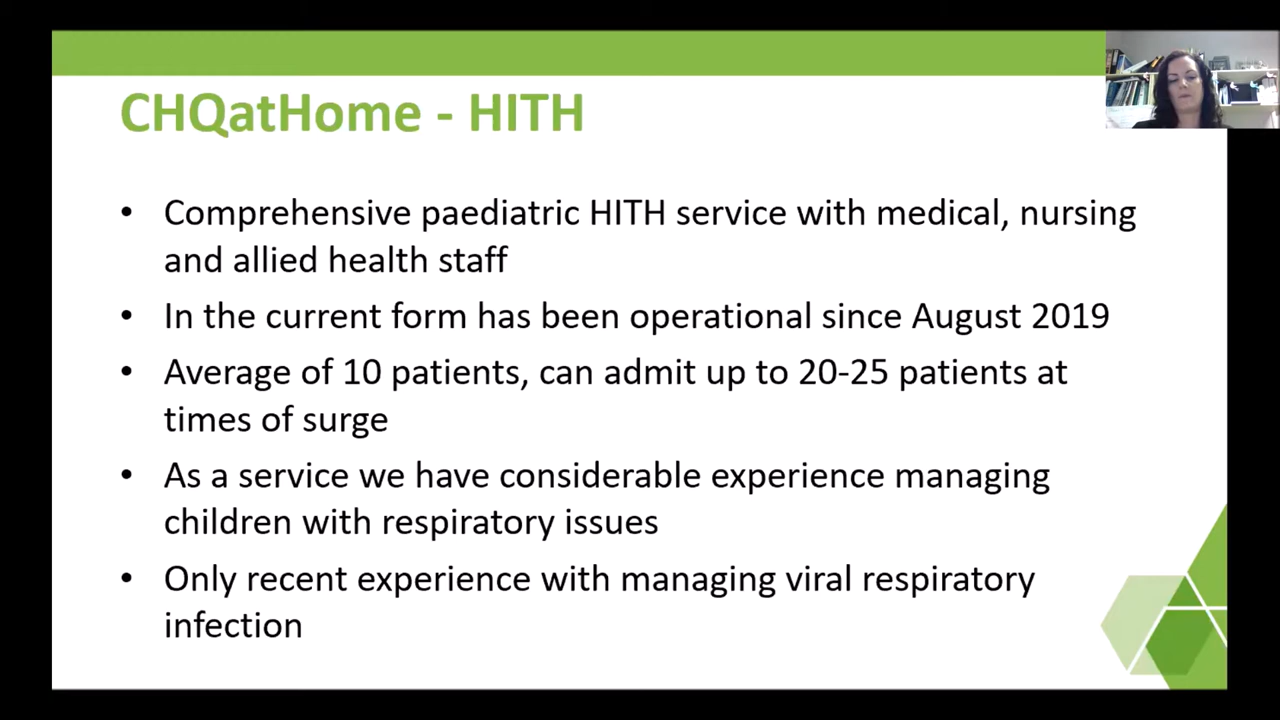 CHQatHome - HITH
• Comprehensive paediatric HITH service with medical, nursing
and allied health staff
• In the current form has been operational since August 2019
• Average of 10 patients, can admit up to 20-25 patients at
times of surge
• As a service we have considerable experience managing
children with respiratory issues
• Only recent experience with managing viral respiratory
infection